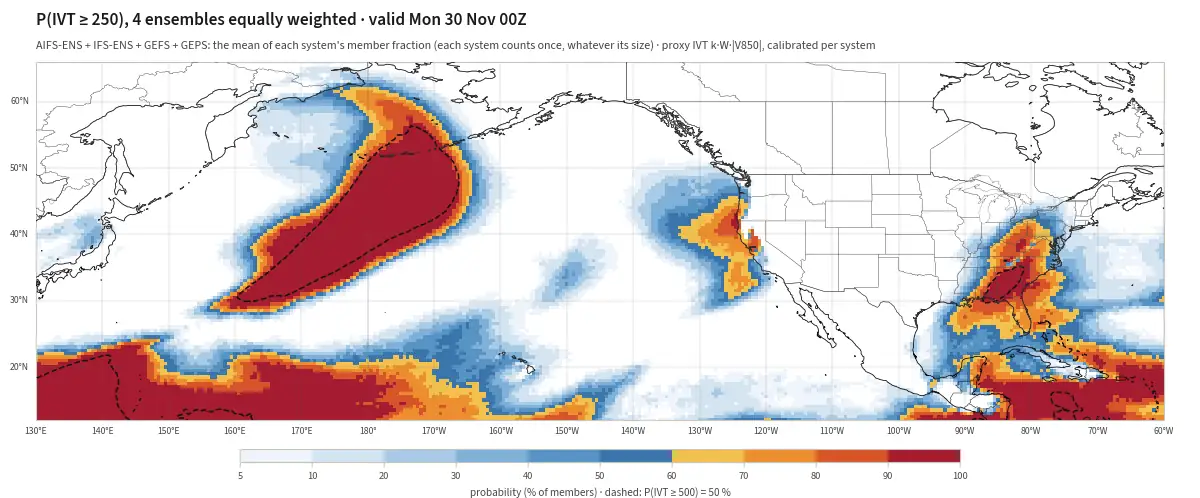 P(IVT ≥ 250), 4 ensembles equally weighted · valid Mon 30 Nov 00Z
AIFS-ENS + IFS-ENS + GEFS + GEPS: the mean of each system's member fraction (each system counts once, whatever its size) · proxy IVT k·W·|V850|, calibrated per system
60°N
50°N
40°N
30°N
20°N
130°E 140°E 150°E 160°E 170°E 180° 170°W 160°W 150°W 140°W 130°W 120°W 110°W 100°W 90°W 80°W 70°W 60°W
5 10 20 30 40 50 60 70 80 90 100
probability (% of members) · dashed: P(IVT ≥ 500) = 50 %